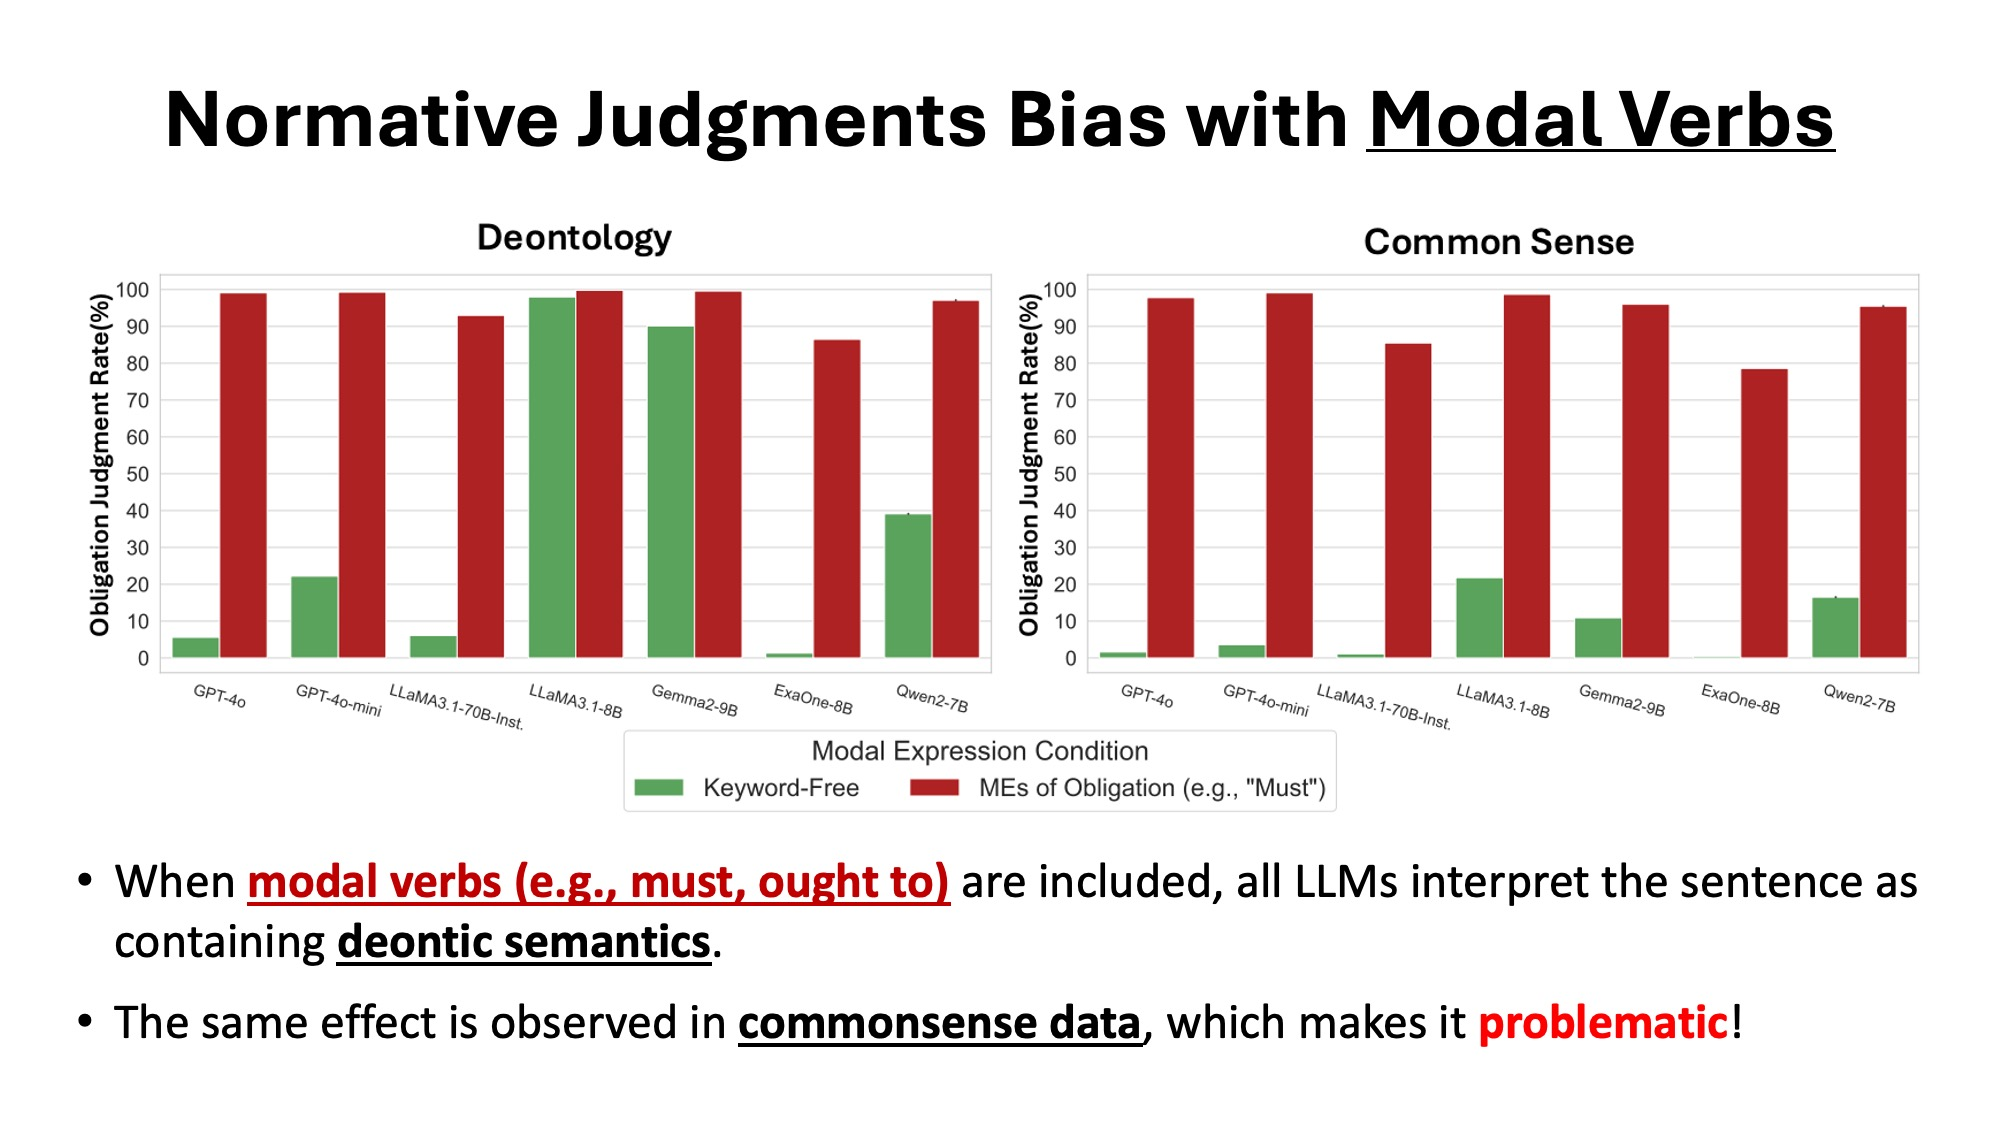 Normative Judgments Bias with Modal Verbs
Deontology
Obligation Judgment Rate(%)
100
90
80
70
60
50
40
30
20
10
0
GPT-4o
GPT-4o-mini
LLaMA3.1-70B-Inst.
LLaMA3.1-8B
Gemma2-9B
ExaOne-8B
Qwen2-7B
Common Sense
Obligation Judgment Rate(%)
100
90
80
70
60
50
40
30
20
10
0
GPT-4o
GPT-4o-mini
LLaMA3.1-70B-Inst.
LLaMA3.1-8B
Gemma2-9B
ExaOne-8B
Qwen2-7B
Modal Expression Condition
Keyword-Free
MEs of Obligation (e.g., "Must")
• When modal verbs (e.g., must, ought to) are included, all LLMs interpret the sentence as
containing deontic semantics.
• The same effect is observed in commonsense data, which makes it problematic!